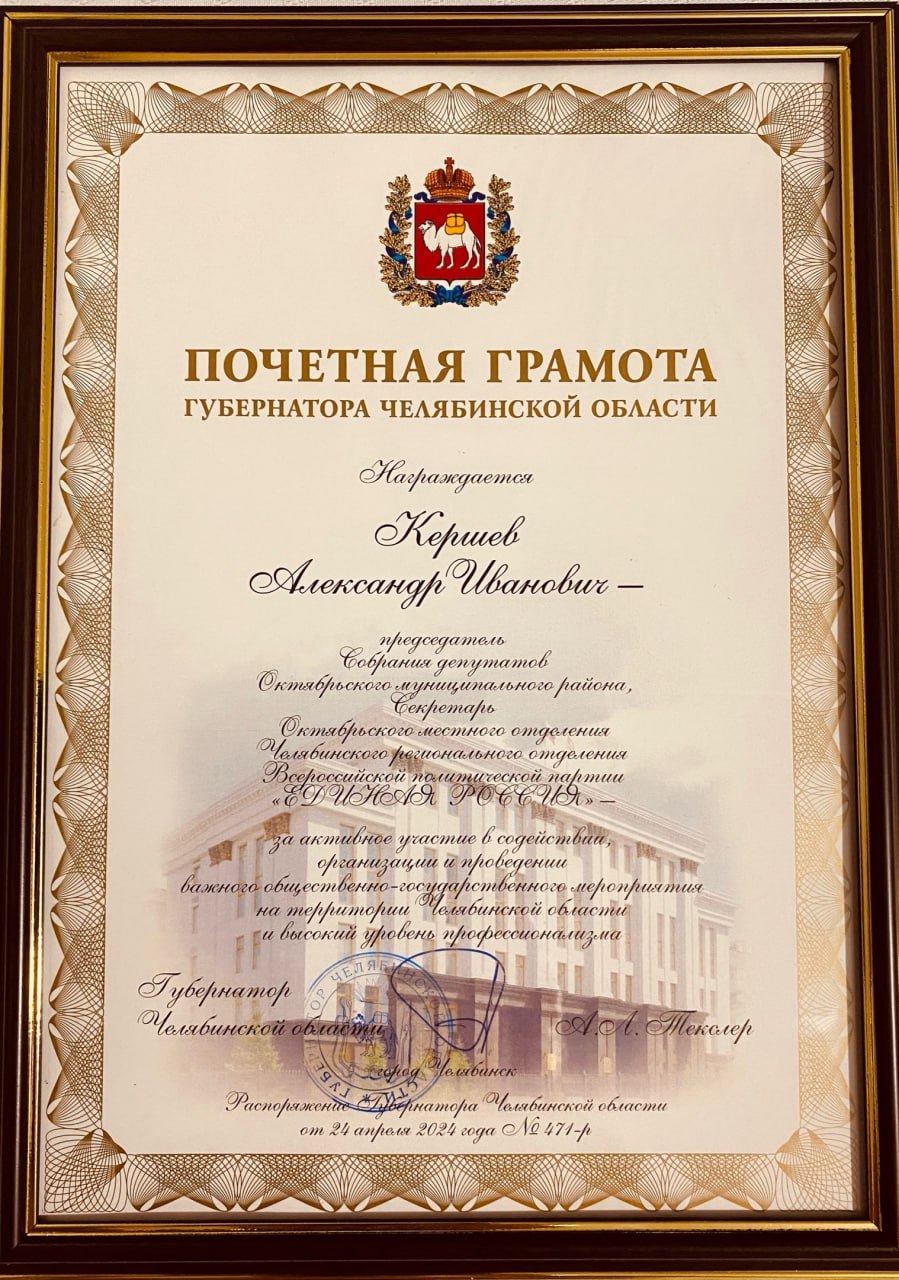 ПОЧЕТНАЯ ГРАМОТА
ГУБЕРНАТОРА ЧЕЛЯБИНСКОЙ ОБЛАСТИ
Награждается
Кершев
Александр Иванович –
председатель
Собрания депутатов
Октябрьского муниципального района,
Секретарь
Октябрьского местного отделения
Челябинского регионального отделения
Всероссийской политической партии
«ЕДИНАЯ РОССИЯ» –
за активное участие в содействии,
организации и проведении
важного общественно-государственного мероприятия
на территории Челябинской области
и высокий уровень профессионализма
Губернатор
Челябинской области
А.Л. Текслер
город Челябинск
Распоряжение Губернатора Челябинской области
от 24 апреля 2024 года № 471-р
ГУБЕРНАТОР ЧЕЛЯБИНСКОЙ ОБЛАСТИ